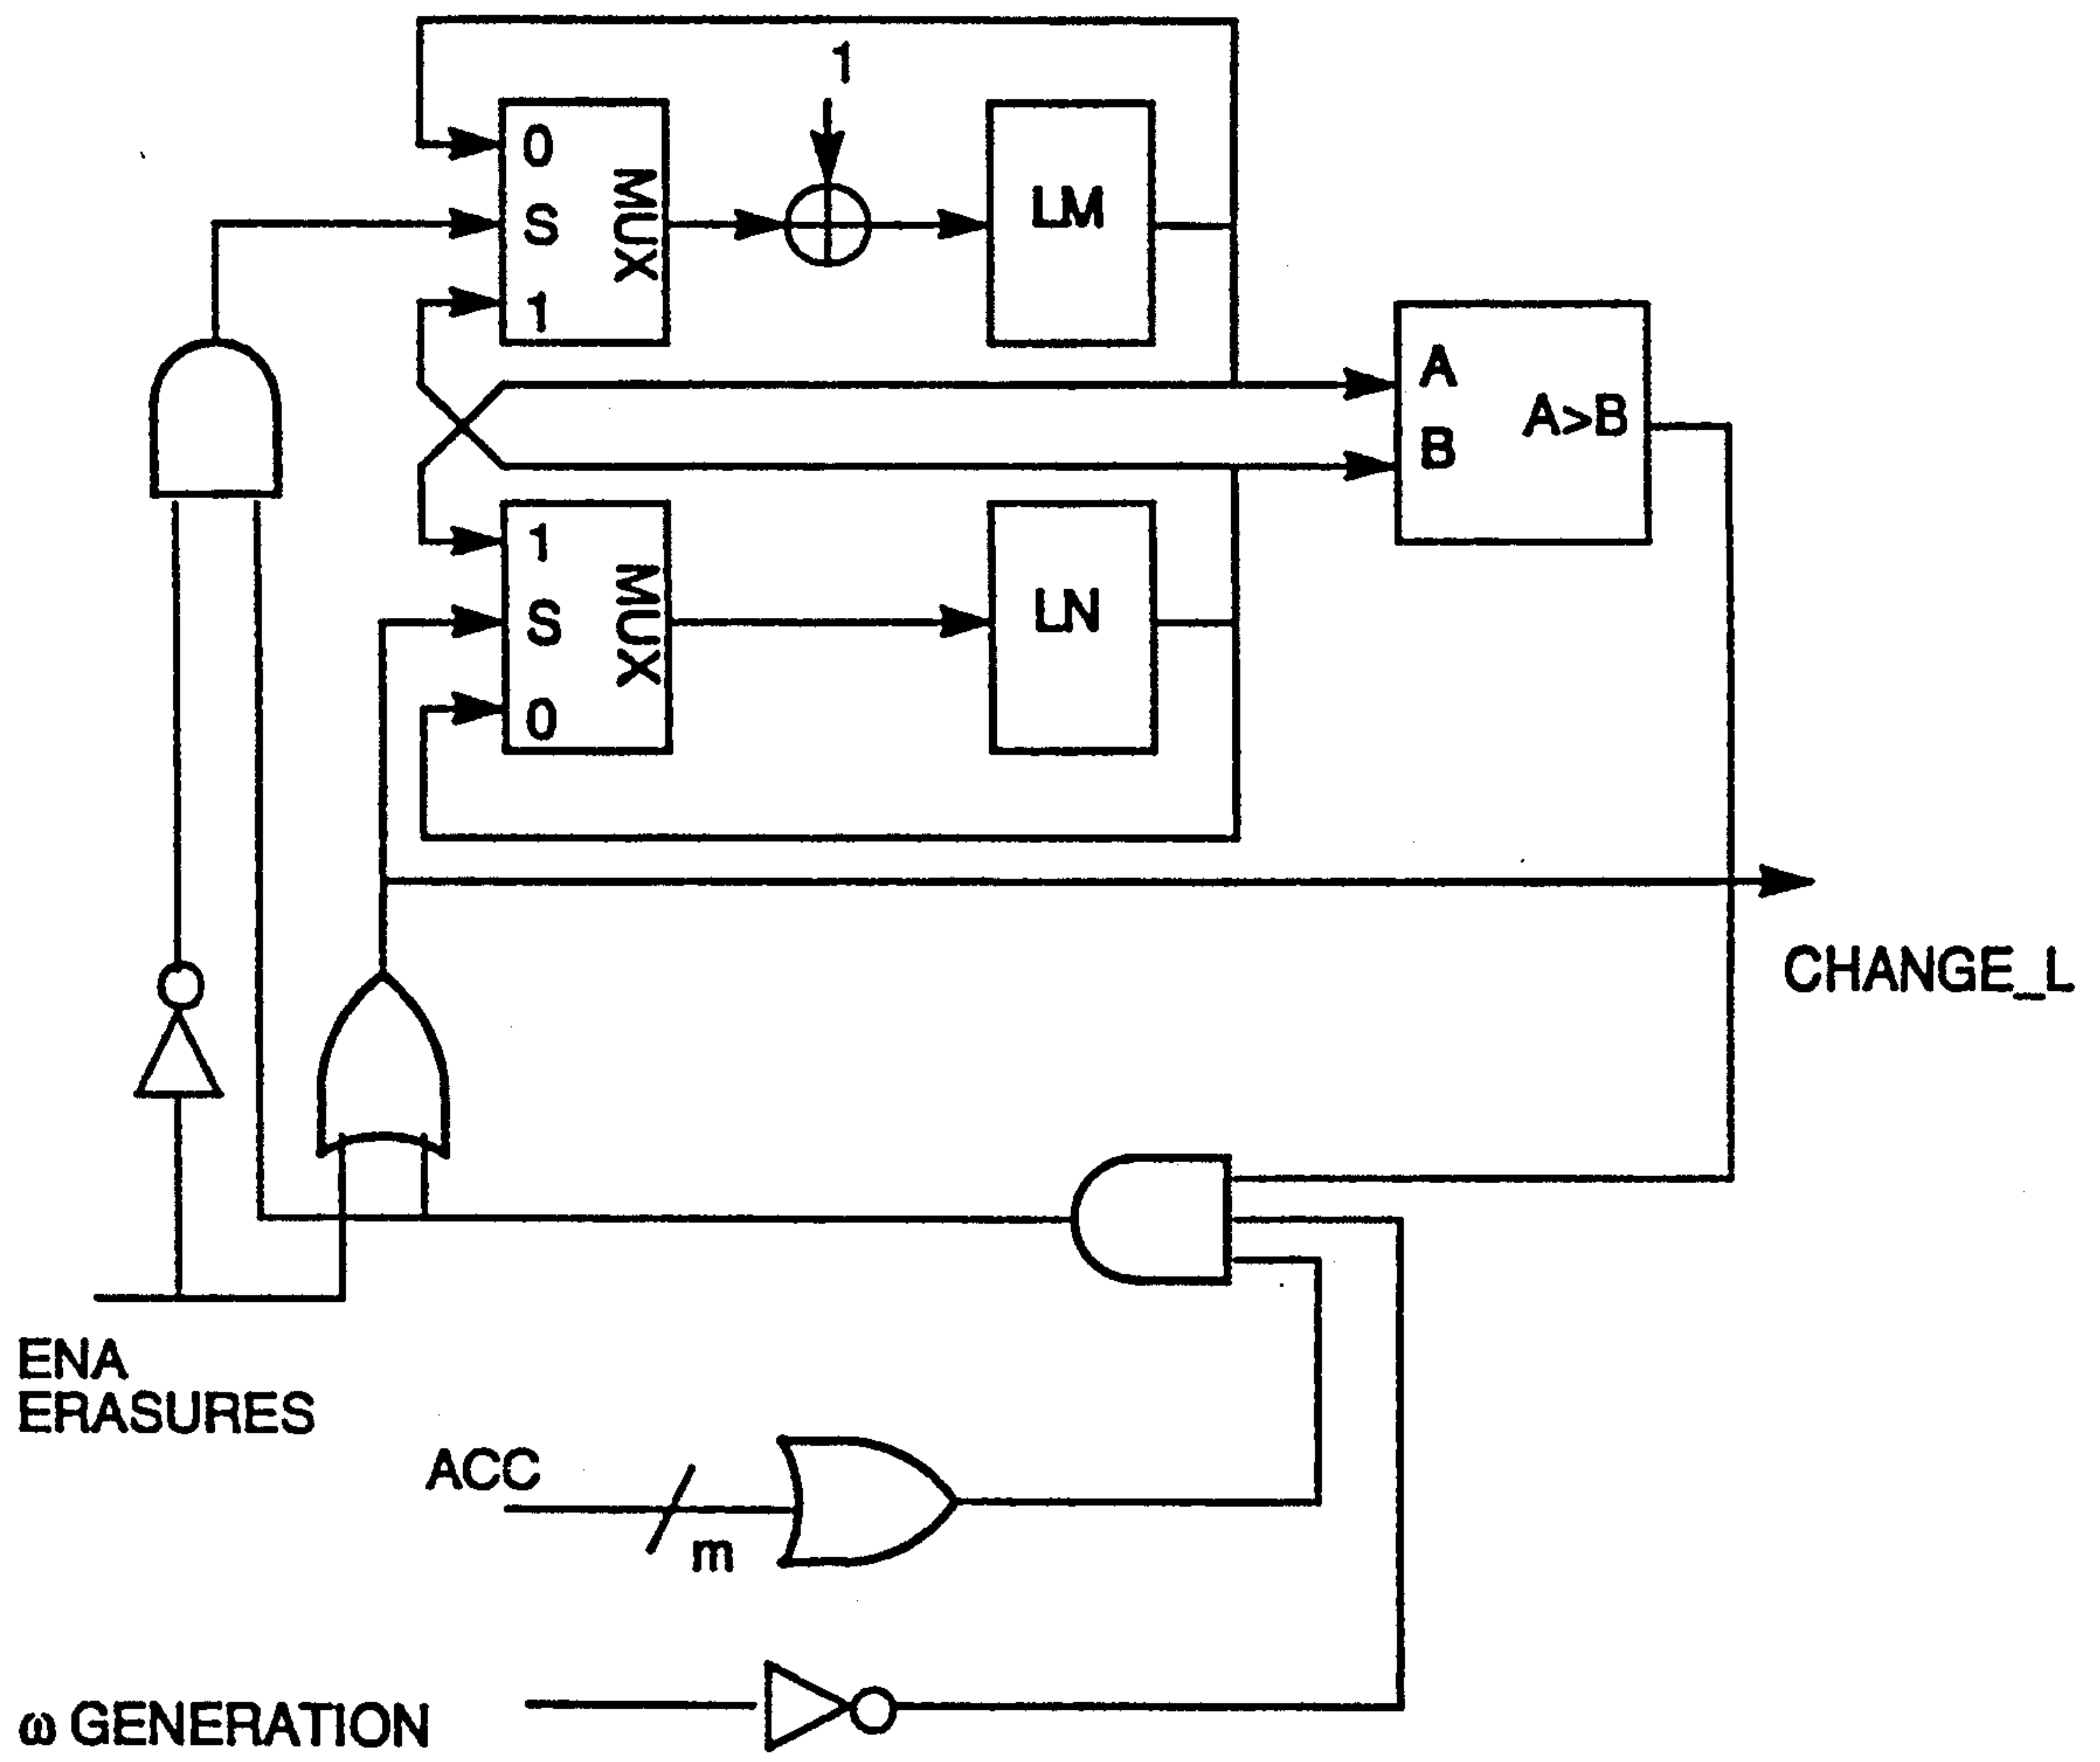 1
0
MUX
S
LM
1
A
A>B
B
1
MUX
S
LN
0
CHANGE_L
ENA
ERASURES
ACC
m
ω GENERATION